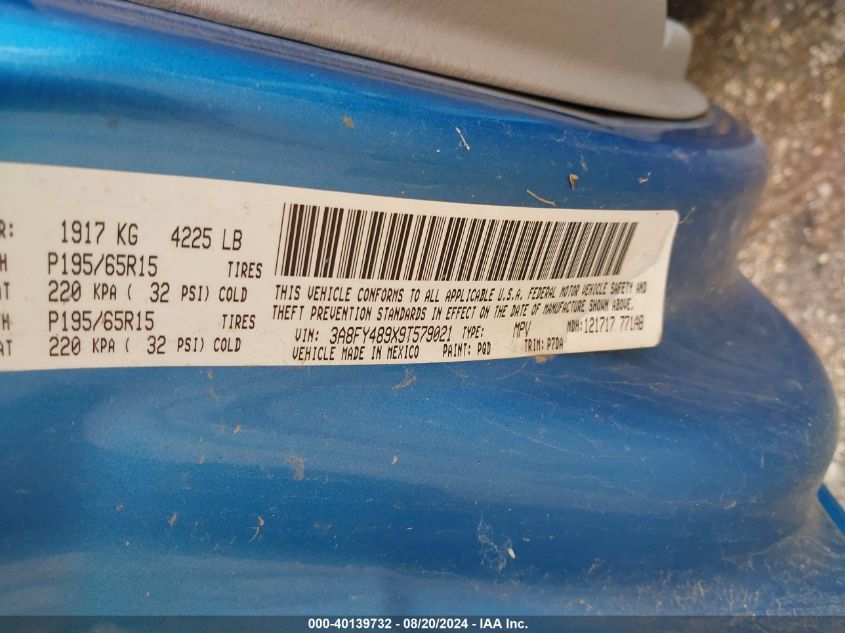 R: 1917 KG 4225 LB
H P195/65R15 TIRES
AT 220 KPA ( 32 PSI) COLD
TH P195/65R15 TIRES
AT 220 KPA ( 32 PSI) COLD
THIS VEHICLE CONFORMS TO ALL APPLICABLE U.S.A. FEDERAL MOTOR VEHICLE SAFETY AND
THEFT PREVENTION STANDARDS IN EFFECT ON THE DATE OF MANUFACTURE SHOWN ABOVE.
VIN: 3A8FY489X9T579021 TYPE: MPV MDH: 121717 771AB
VEHICLE MADE IN MEXICO PAINT: PQD TRIM: P7DA
000-40139732 - 08/20/2024 - IAA Inc.